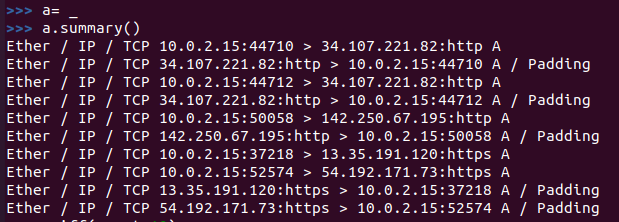 >>> a= _
>>> a.summary()
Ether / IP / TCP 10.0.2.15:44710 > 34.107.221.82:http A
Ether / IP / TCP 34.107.221.82:http > 10.0.2.15:44710 A / Padding
Ether / IP / TCP 10.0.2.15:44712 > 34.107.221.82:http A
Ether / IP / TCP 34.107.221.82:http > 10.0.2.15:44712 A / Padding
Ether / IP / TCP 10.0.2.15:50058 > 142.250.67.195:http A
Ether / IP / TCP 142.250.67.195:http > 10.0.2.15:50058 A / Padding
Ether / IP / TCP 10.0.2.15:37218 > 13.35.191.120:https A
Ether / IP / TCP 10.0.2.15:52574 > 54.192.171.73:https A
Ether / IP / TCP 13.35.191.120:https > 10.0.2.15:37218 A / Padding
Ether / IP / TCP 54.192.171.73:https > 10.0.2.15:52574 A / Padding